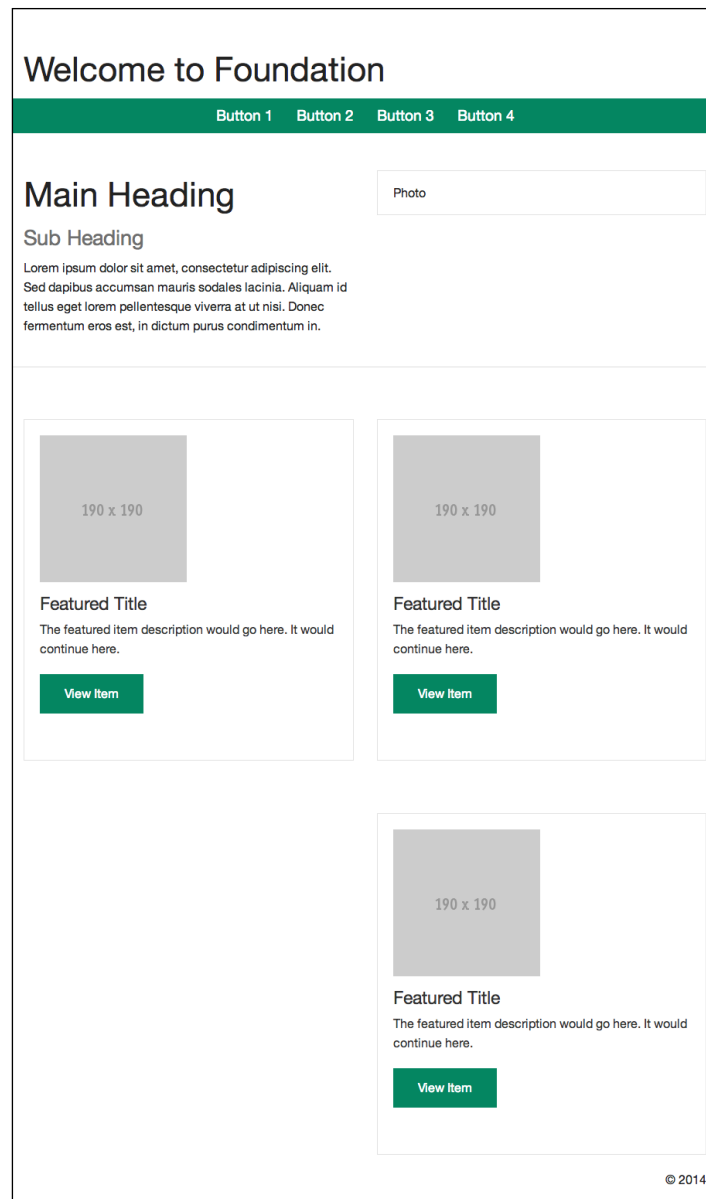 Welcome to Foundation
Button 1 Button 2 Button 3 Button 4
Main Heading
Sub Heading
Lorem ipsum dolor sit amet, consectetur adipiscing elit.
Sed dapibus accumsan mauris sodales lacinia. Aliquam id
tellus eget lorem pellentesque viverra at ut nisi. Donec
fermentum eros est, in dictum purus condimentum in.
Photo
190 x 190
Featured Title
The featured item description would go here. It would
continue here.
View Item
190 x 190
Featured Title
The featured item description would go here. It would
continue here.
View Item
190 x 190
Featured Title
The featured item description would go here. It would
continue here.
View Item
© 2014